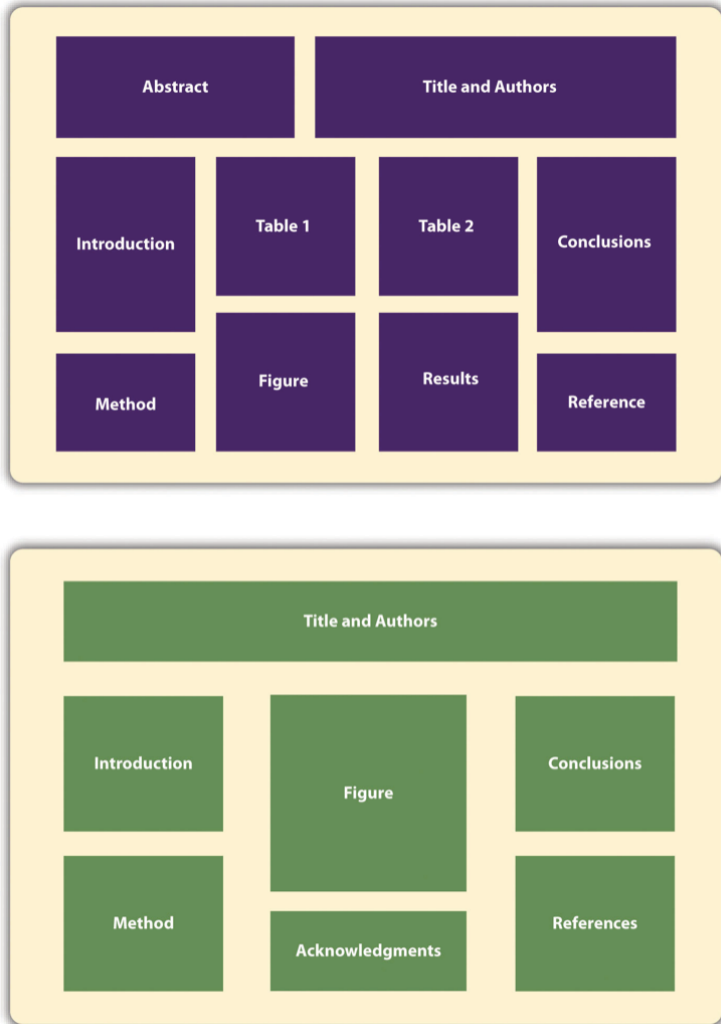 Abstract
Title and Authors
Introduction
Table 1
Table 2
Conclusions
Method
Figure
Results
Reference
Title and Authors
Introduction
Figure
Conclusions
Method
Acknowledgments
References